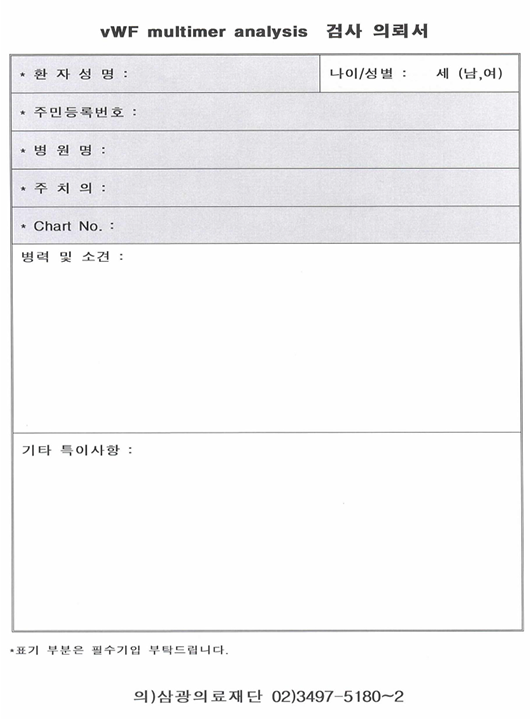 vWF multimer analysis 검사 의뢰서
* 환 자 성 명 :
나이/성별 : 세 (남,여)
* 주민등록번호 :
* 병 원 명 :
* 주 치 의 :
* Chart No. :
병력 및 소견 :
기타 특이사항 :
*표기 부분은 필수기입 부탁드립니다.
의)삼광의료재단 02)3497-5180~2